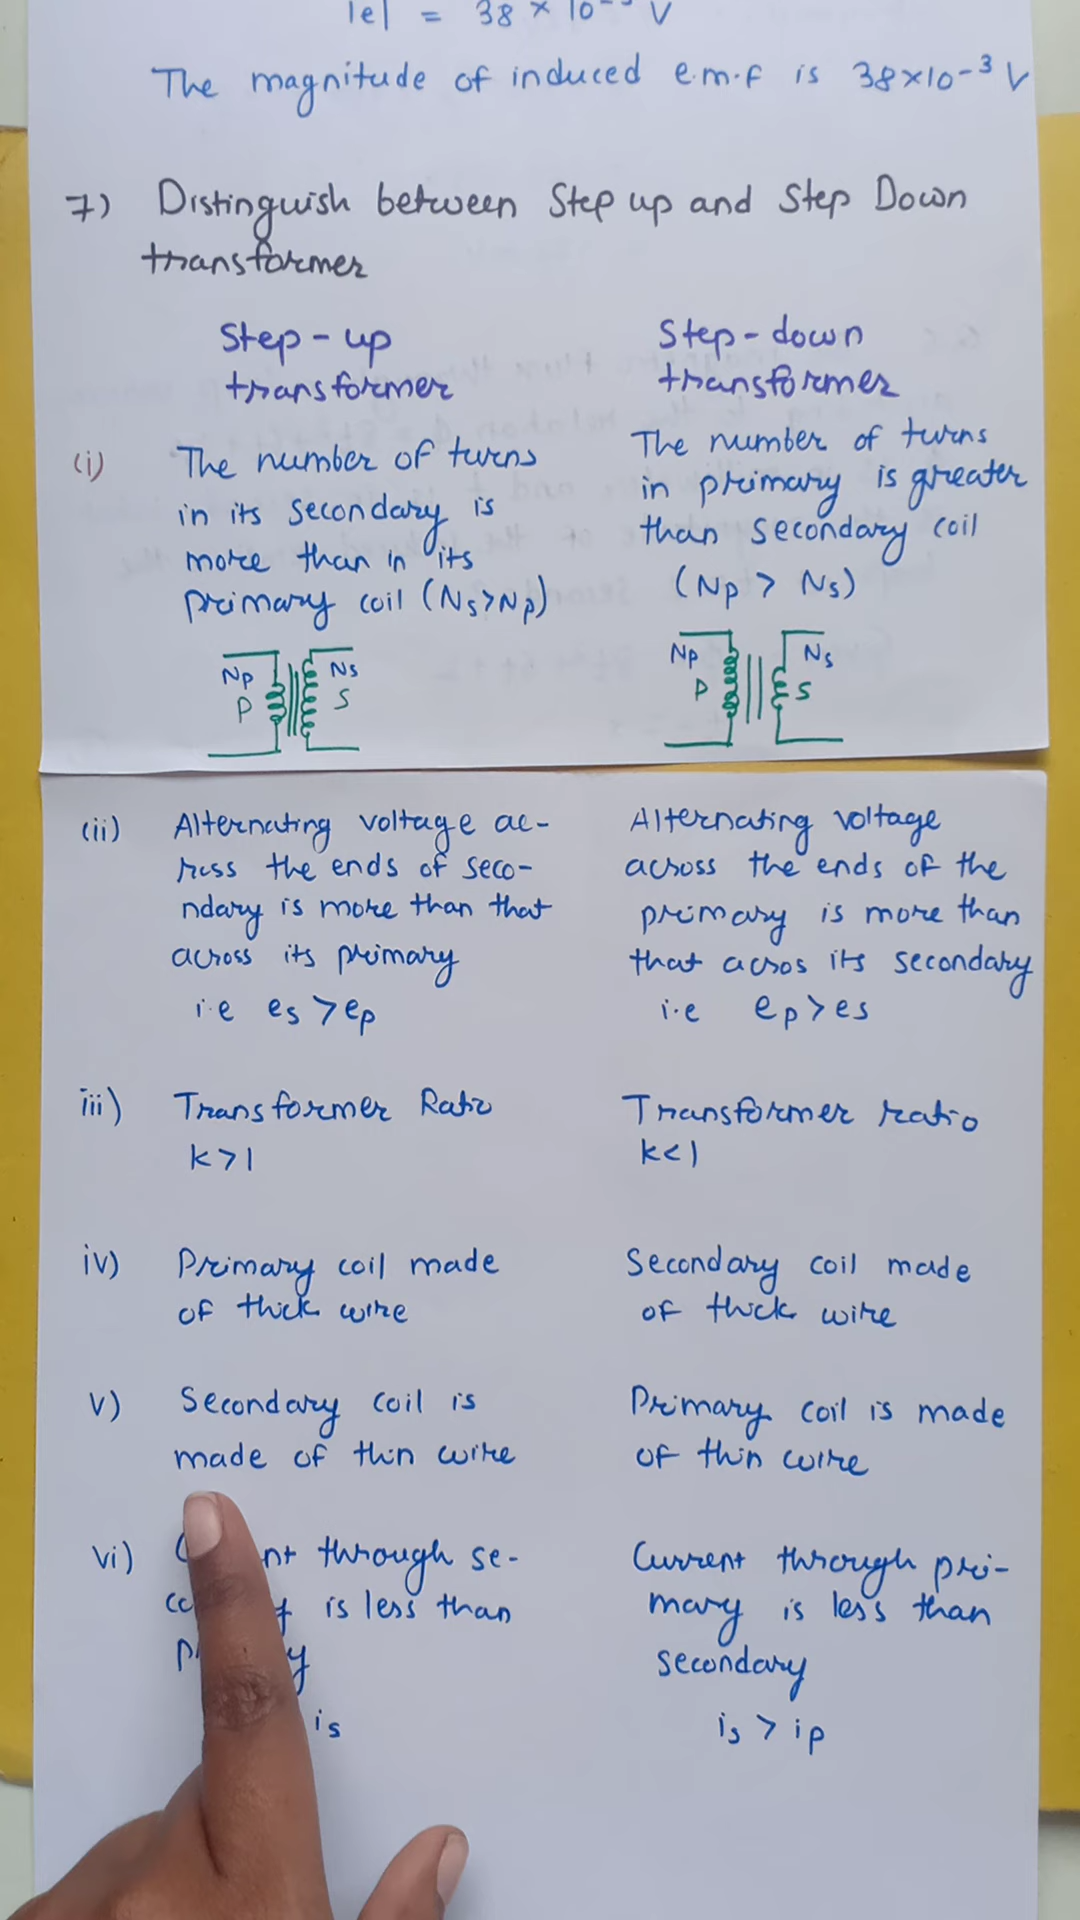 |e| = 38 × 10⁻³ V
The magnitude of induced e.m.f is 38×10⁻³ V
7) Distinguish between Step up and Step Down
transformer
Step-up
transformer
(i) The number of turns
in its secondary is
more than in its
primary coil (Ns>Np)
Np
P
Ns
S
Step-down
transformer
The number of turns
in primary is greater
than secondary coil
(Np > Ns)
Np
P
Ns
S
(ii) Alternating voltage ac-
ross the ends of seco-
ndary is more than that
across its primary
i.e es >ep
Alternating voltage
across the ends of the
primary is more than
that acros its secondary
i.e ep>es
iii) Transformer Ratio
k>1
Transformer ratio
k<1
iv) Primary coil made
of thick wire
Secondary coil made
of thick wire
v) Secondary coil is
made of thin wire
Primary coil is made
of thin wire
vi) through se-
is less than
is
Current through pri-
mary is less than
secondary
is > ip